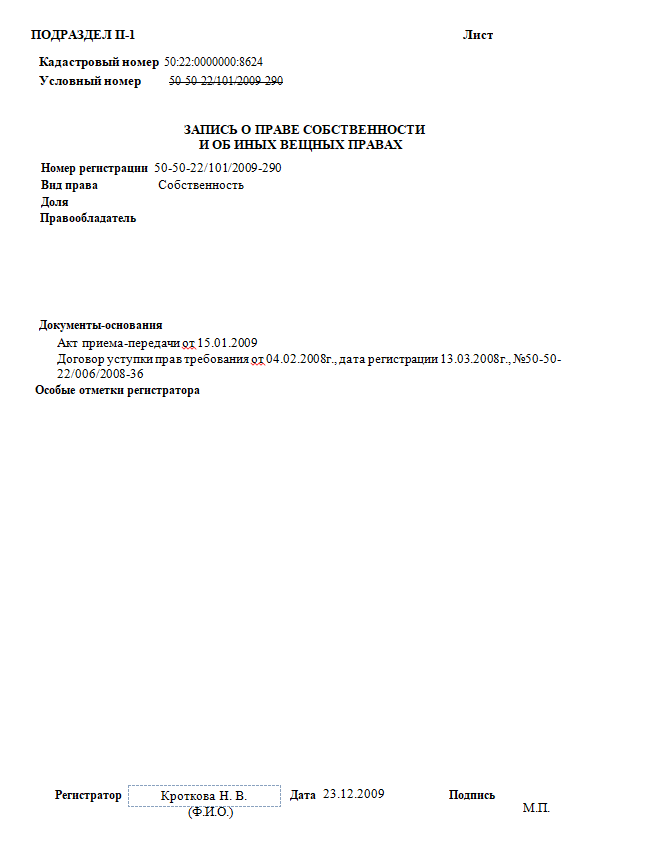 ПОДРАЗДЕЛ II-1 Лист
Кадастровый номер 50:22:0000000:8624
Условный номер 50-50-22/101/2009-290
ЗАПИСЬ О ПРАВЕ СОБСТВЕННОСТИ
И ОБ ИНЫХ ВЕЩНЫХ ПРАВАХ
Номер регистрации 50-50-22/101/2009-290
Вид права Собственность
Доля
Правообладатель
Документы-основания
Акт приема-передачи от 15.01.2009
Договор уступки прав требования от 04.02.2008г., дата регистрации 13.03.2008г., №50-50-
22/006/2008-36
Особые отметки регистратора
Регистратор Кроткова Н. В. Дата 23.12.2009 Подпись
(Ф.И.О.) М.П.